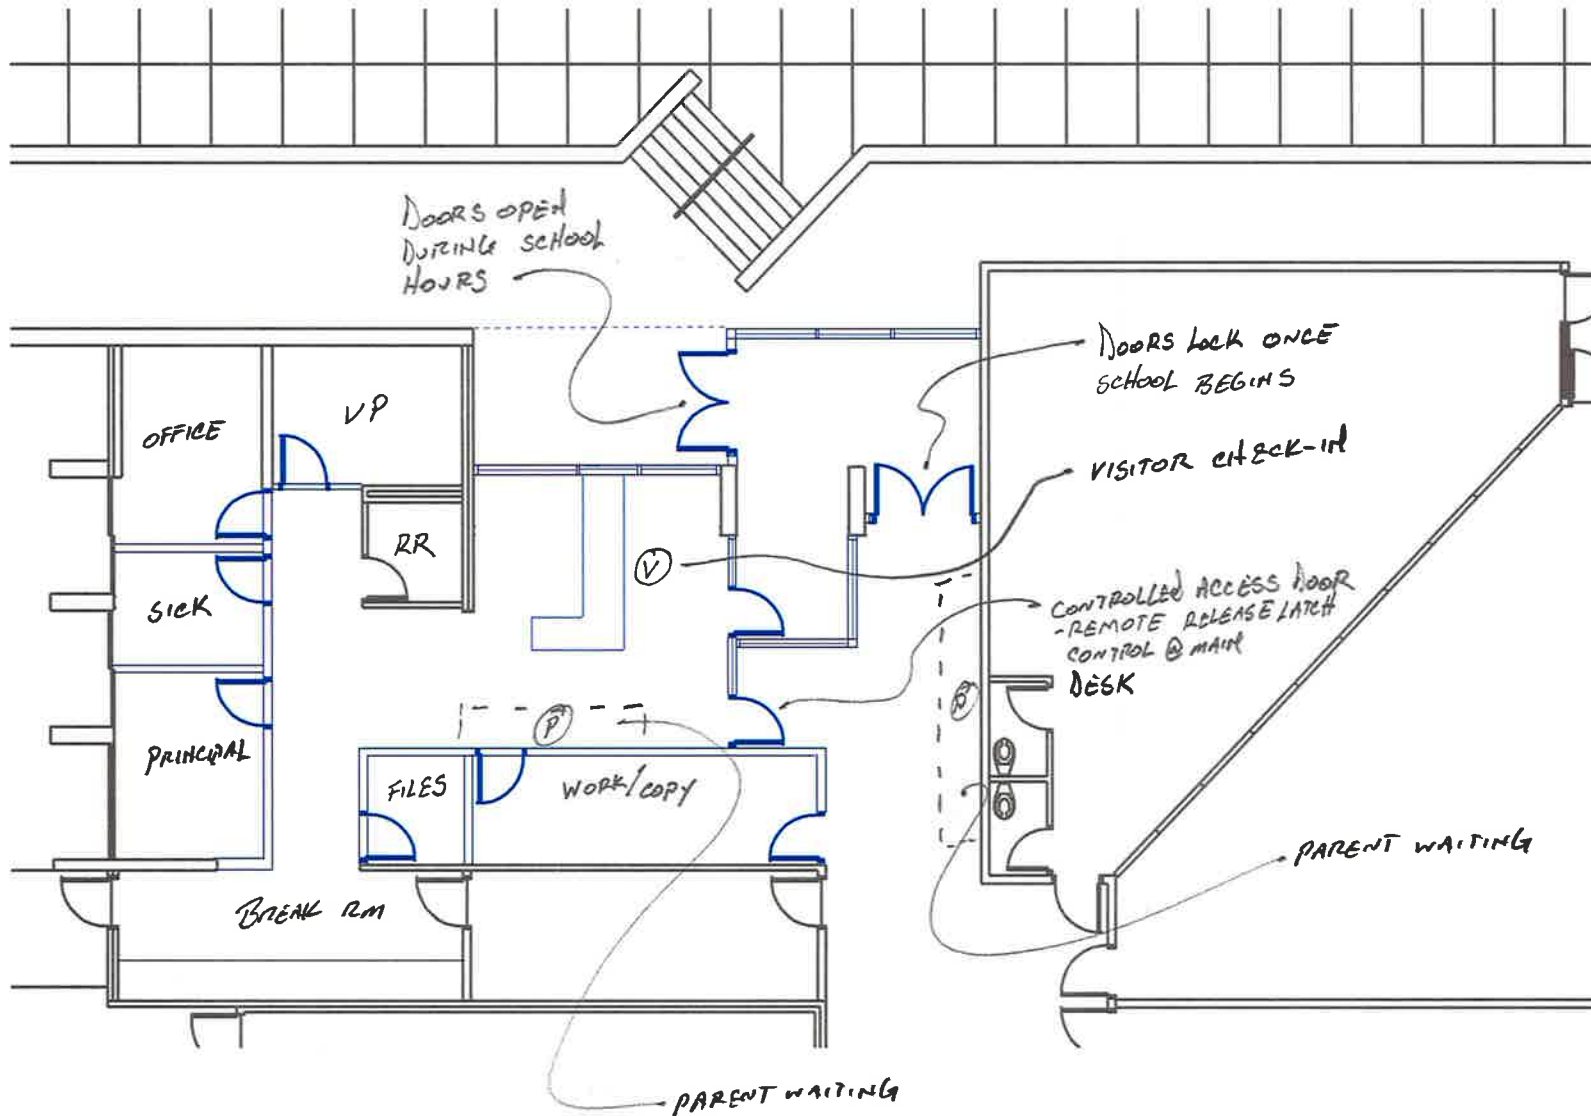 DOORS OPEN
DURING SCHOOL
HOURS
DOORS LOCK ONCE
SCHOOL BEGINS
VP
OFFICE
VISITOR CHECK-IN
RR
V
SICK
CONTROLLED ACCESS DOOR
-REMOTE RELEASE LATCH
CONTROL @ MAIN
DESK
P
P
PRINCIPAL
FILES
WORK/COPY
PARENT WAITING
BREAK RM
PARENT WAITING